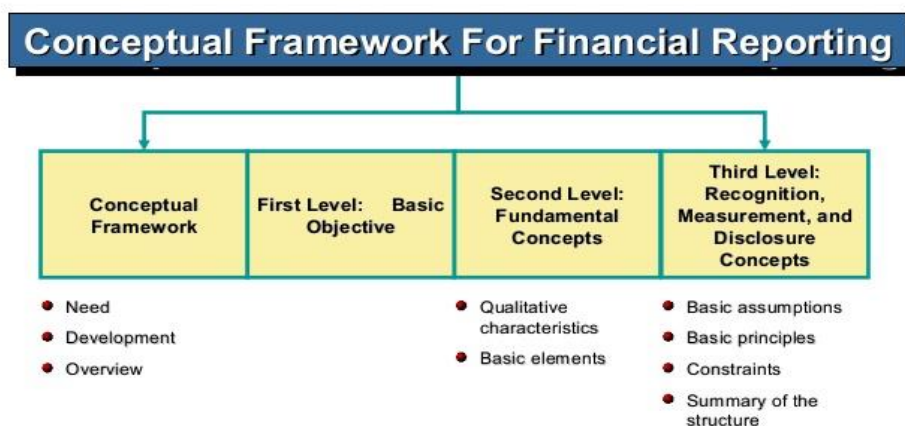 Conceptual Framework For Financial Reporting
Conceptual
Framework
First Level: Basic
Objective
Second Level:
Fundamental
Concepts
Third Level:
Recognition,
Measurement, and
Disclosure
Concepts
Need
Development
Overview
Qualitative
characteristics
Basic elements
Basic assumptions
Basic principles
Constraints
Summary of the
structure